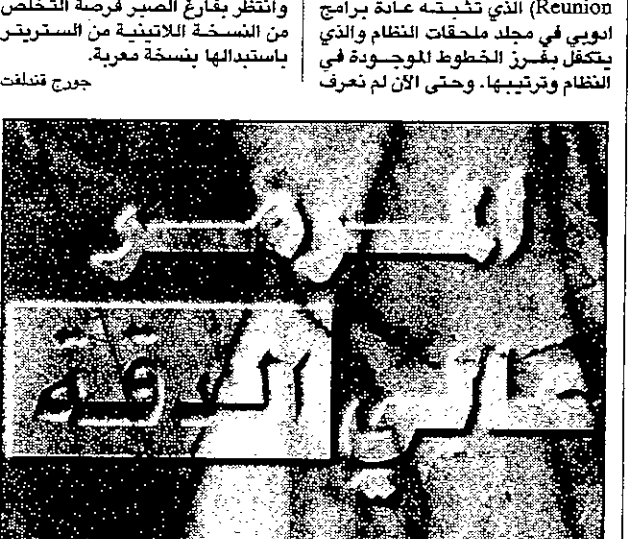 Reunion) الذي تثبته عادة برامج
ادوبي في مجلد ملحقات النظام والذي
يتكفل بفرز الخطوط الموجودة في
النظام وترتيبها. وحتى الآن لم نعرف
وانتظر بفارغ الصبر فرصة التخلص
من النسخة اللاتينية من الستريتر
باستبدالها بنسخة معربة.
جورج قندلفت
المرمر
عالي الدقة